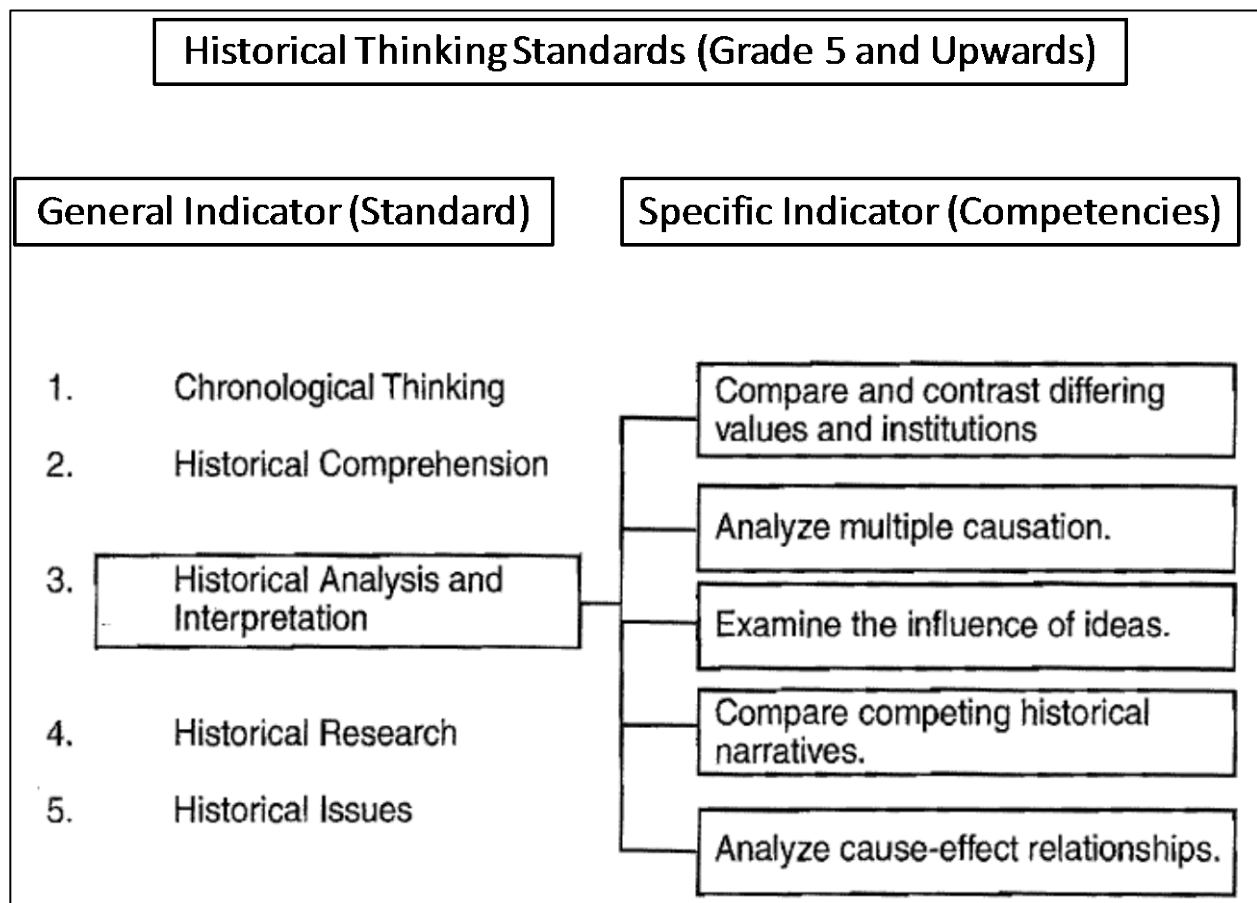 Historical Thinking Standards (Grade 5 and Upwards)
General Indicator (Standard)
Specific Indicator (Competencies)
1. Chronological Thinking
2. Historical Comprehension
3. Historical Analysis and
Interpretation
4. Historical Research
5. Historical Issues
Compare and contrast differing
values and institutions
Analyze multiple causation.
Examine the influence of ideas.
Compare competing historical
narratives.
Analyze cause-effect relationships.